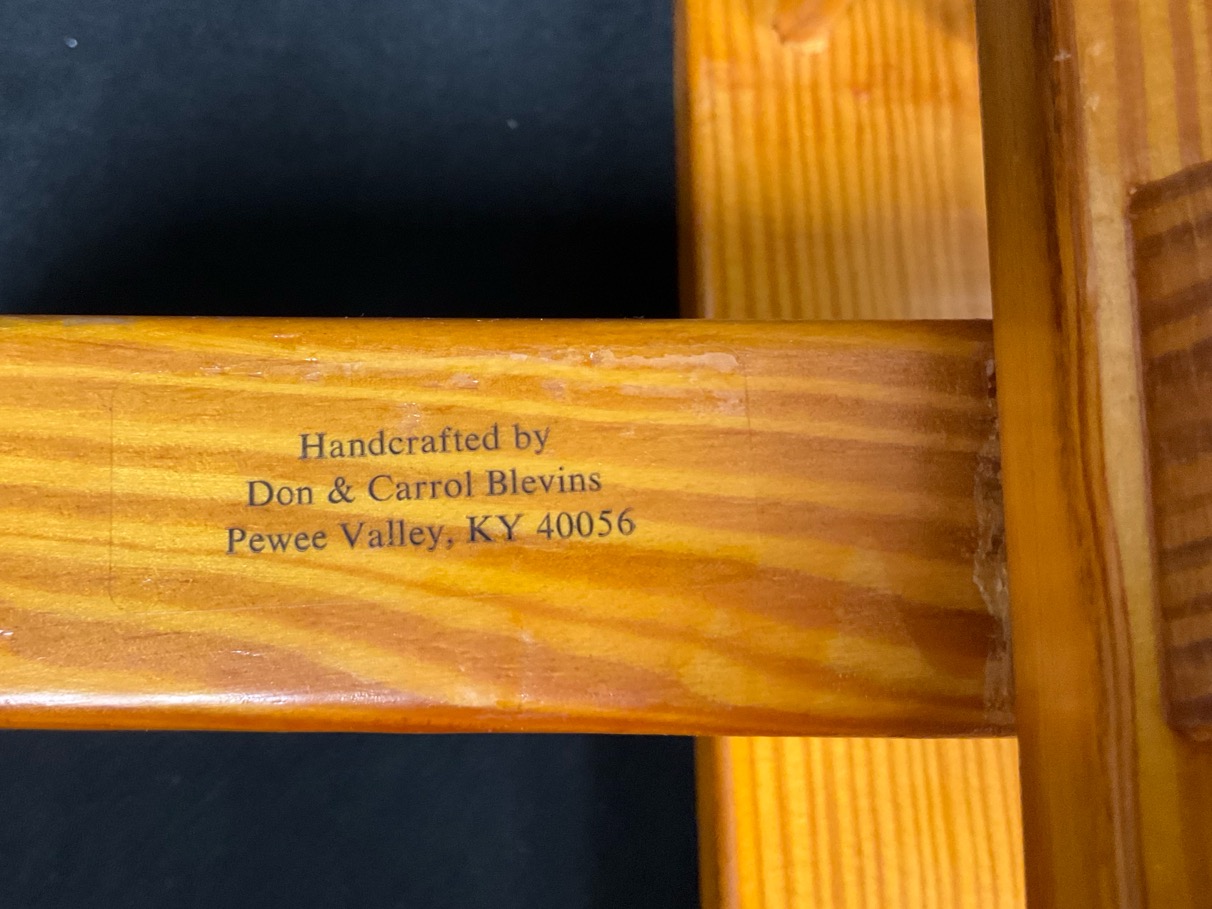 Handcrafted by
Don & Carrol Blevins
Pewee Valley, KY 40056